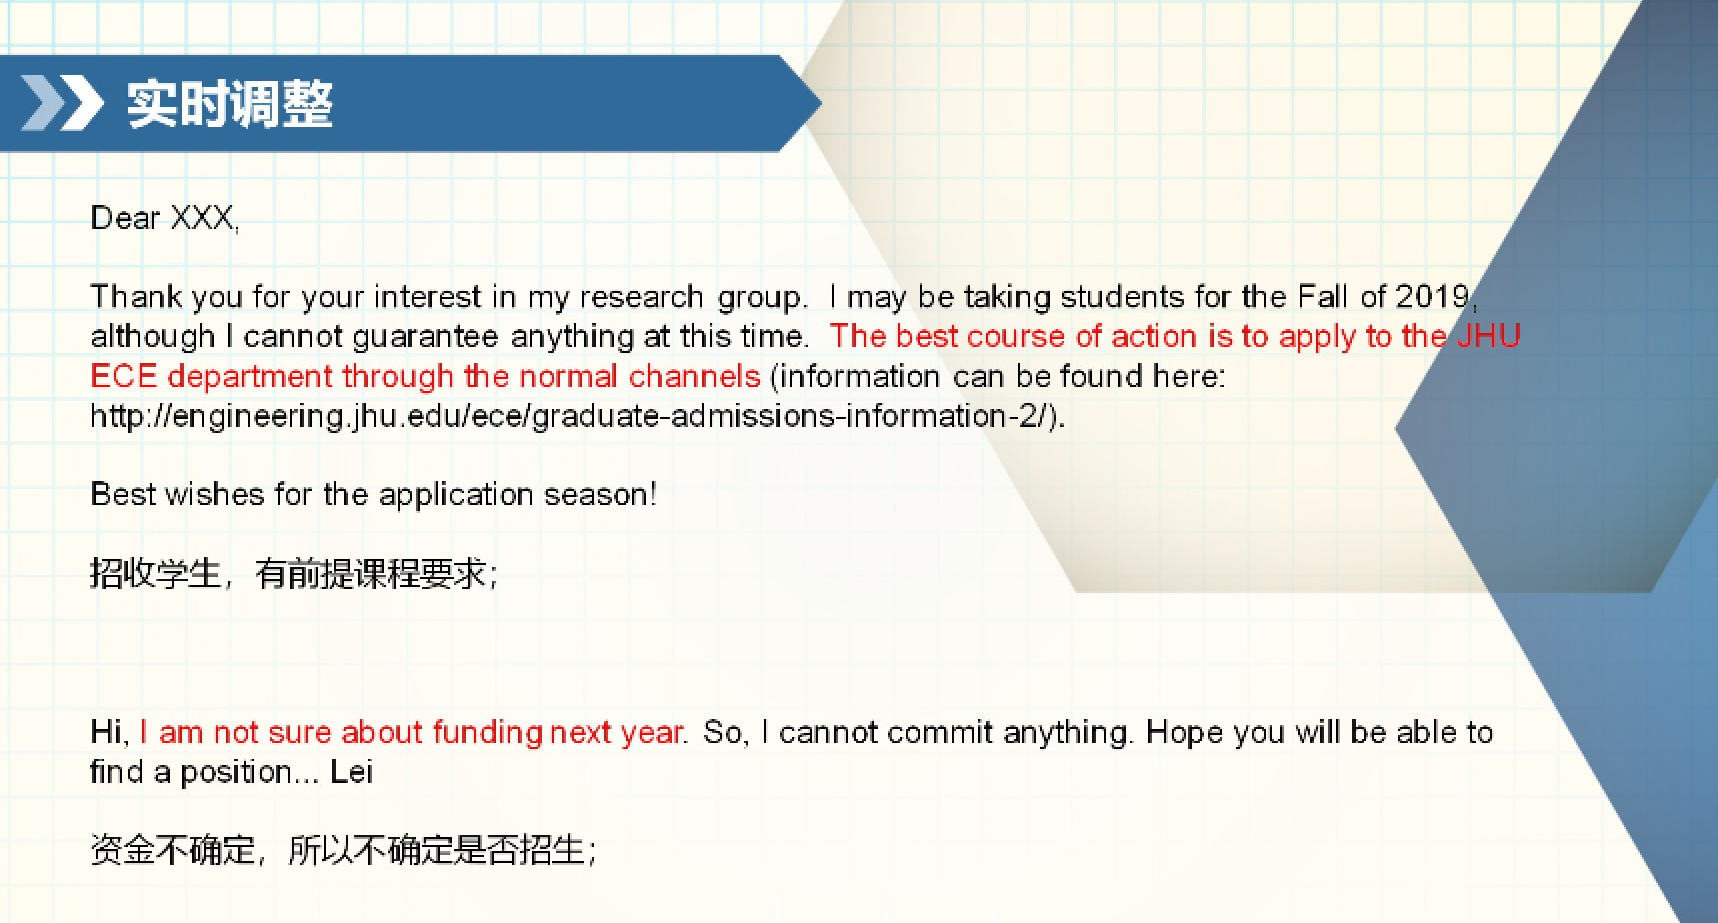 实时调整
Dear XXX,
Thank you for your interest in my research group.  I may be taking students for the Fall of 2019,
although I cannot guarantee anything at this time.  The best course of action is to apply to the JHU
ECE department through the normal channels (information can be found here:
http://engineering.jhu.edu/ece/graduate-admissions-information-2/).
Best wishes for the application season!
招收学生，有前提课程要求；
Hi, I am not sure about funding next year. So, I cannot commit anything. Hope you will be able to
find a position... Lei
资金不确定，所以不确定是否招生；